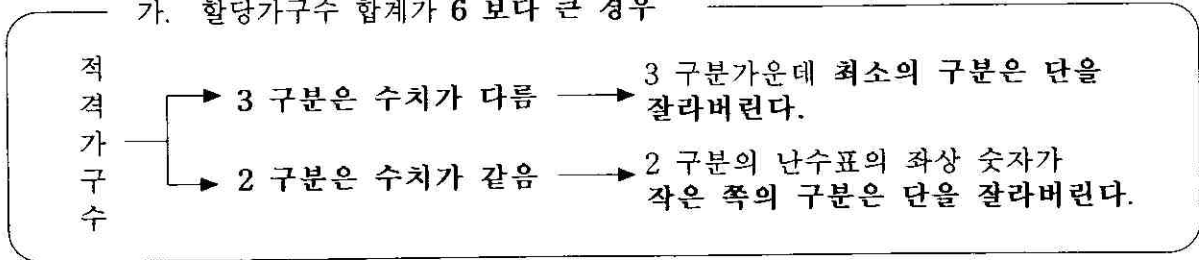 가. 할당가구수 합계가 6 보다 큰 경우
적격가구수
3 구분은 수치가 다름
3 구분가운데 최소의 구분은 단을
잘라버린다.
2 구분은 수치가 같음
2 구분의 난수표의 좌상 숫자가
작은 쪽의 구분은 단을 잘라버린다.